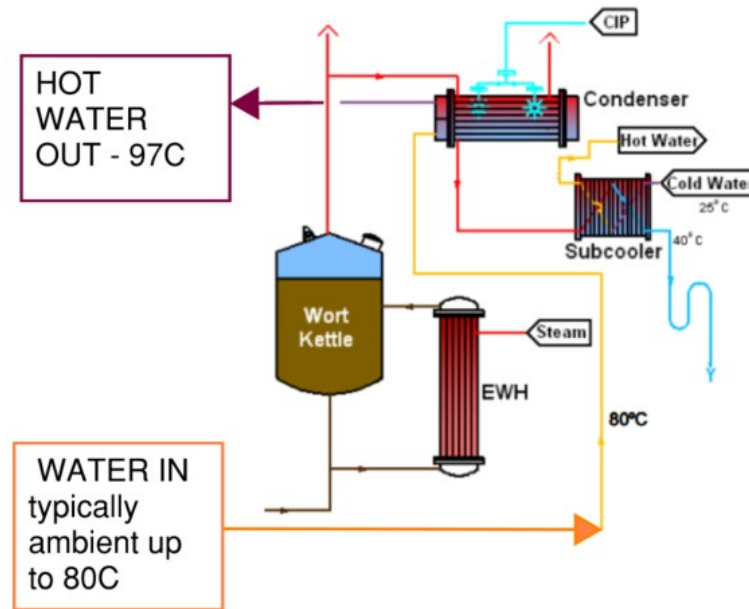 CIP
HOT
WATER
OUT - 97C
Condenser
Hot Water
Cold Water
25°C
40°C
Subcooler
Wort
Kettle
Steam
EWH
80ºC
WATER IN
typically
ambient up
to 80C